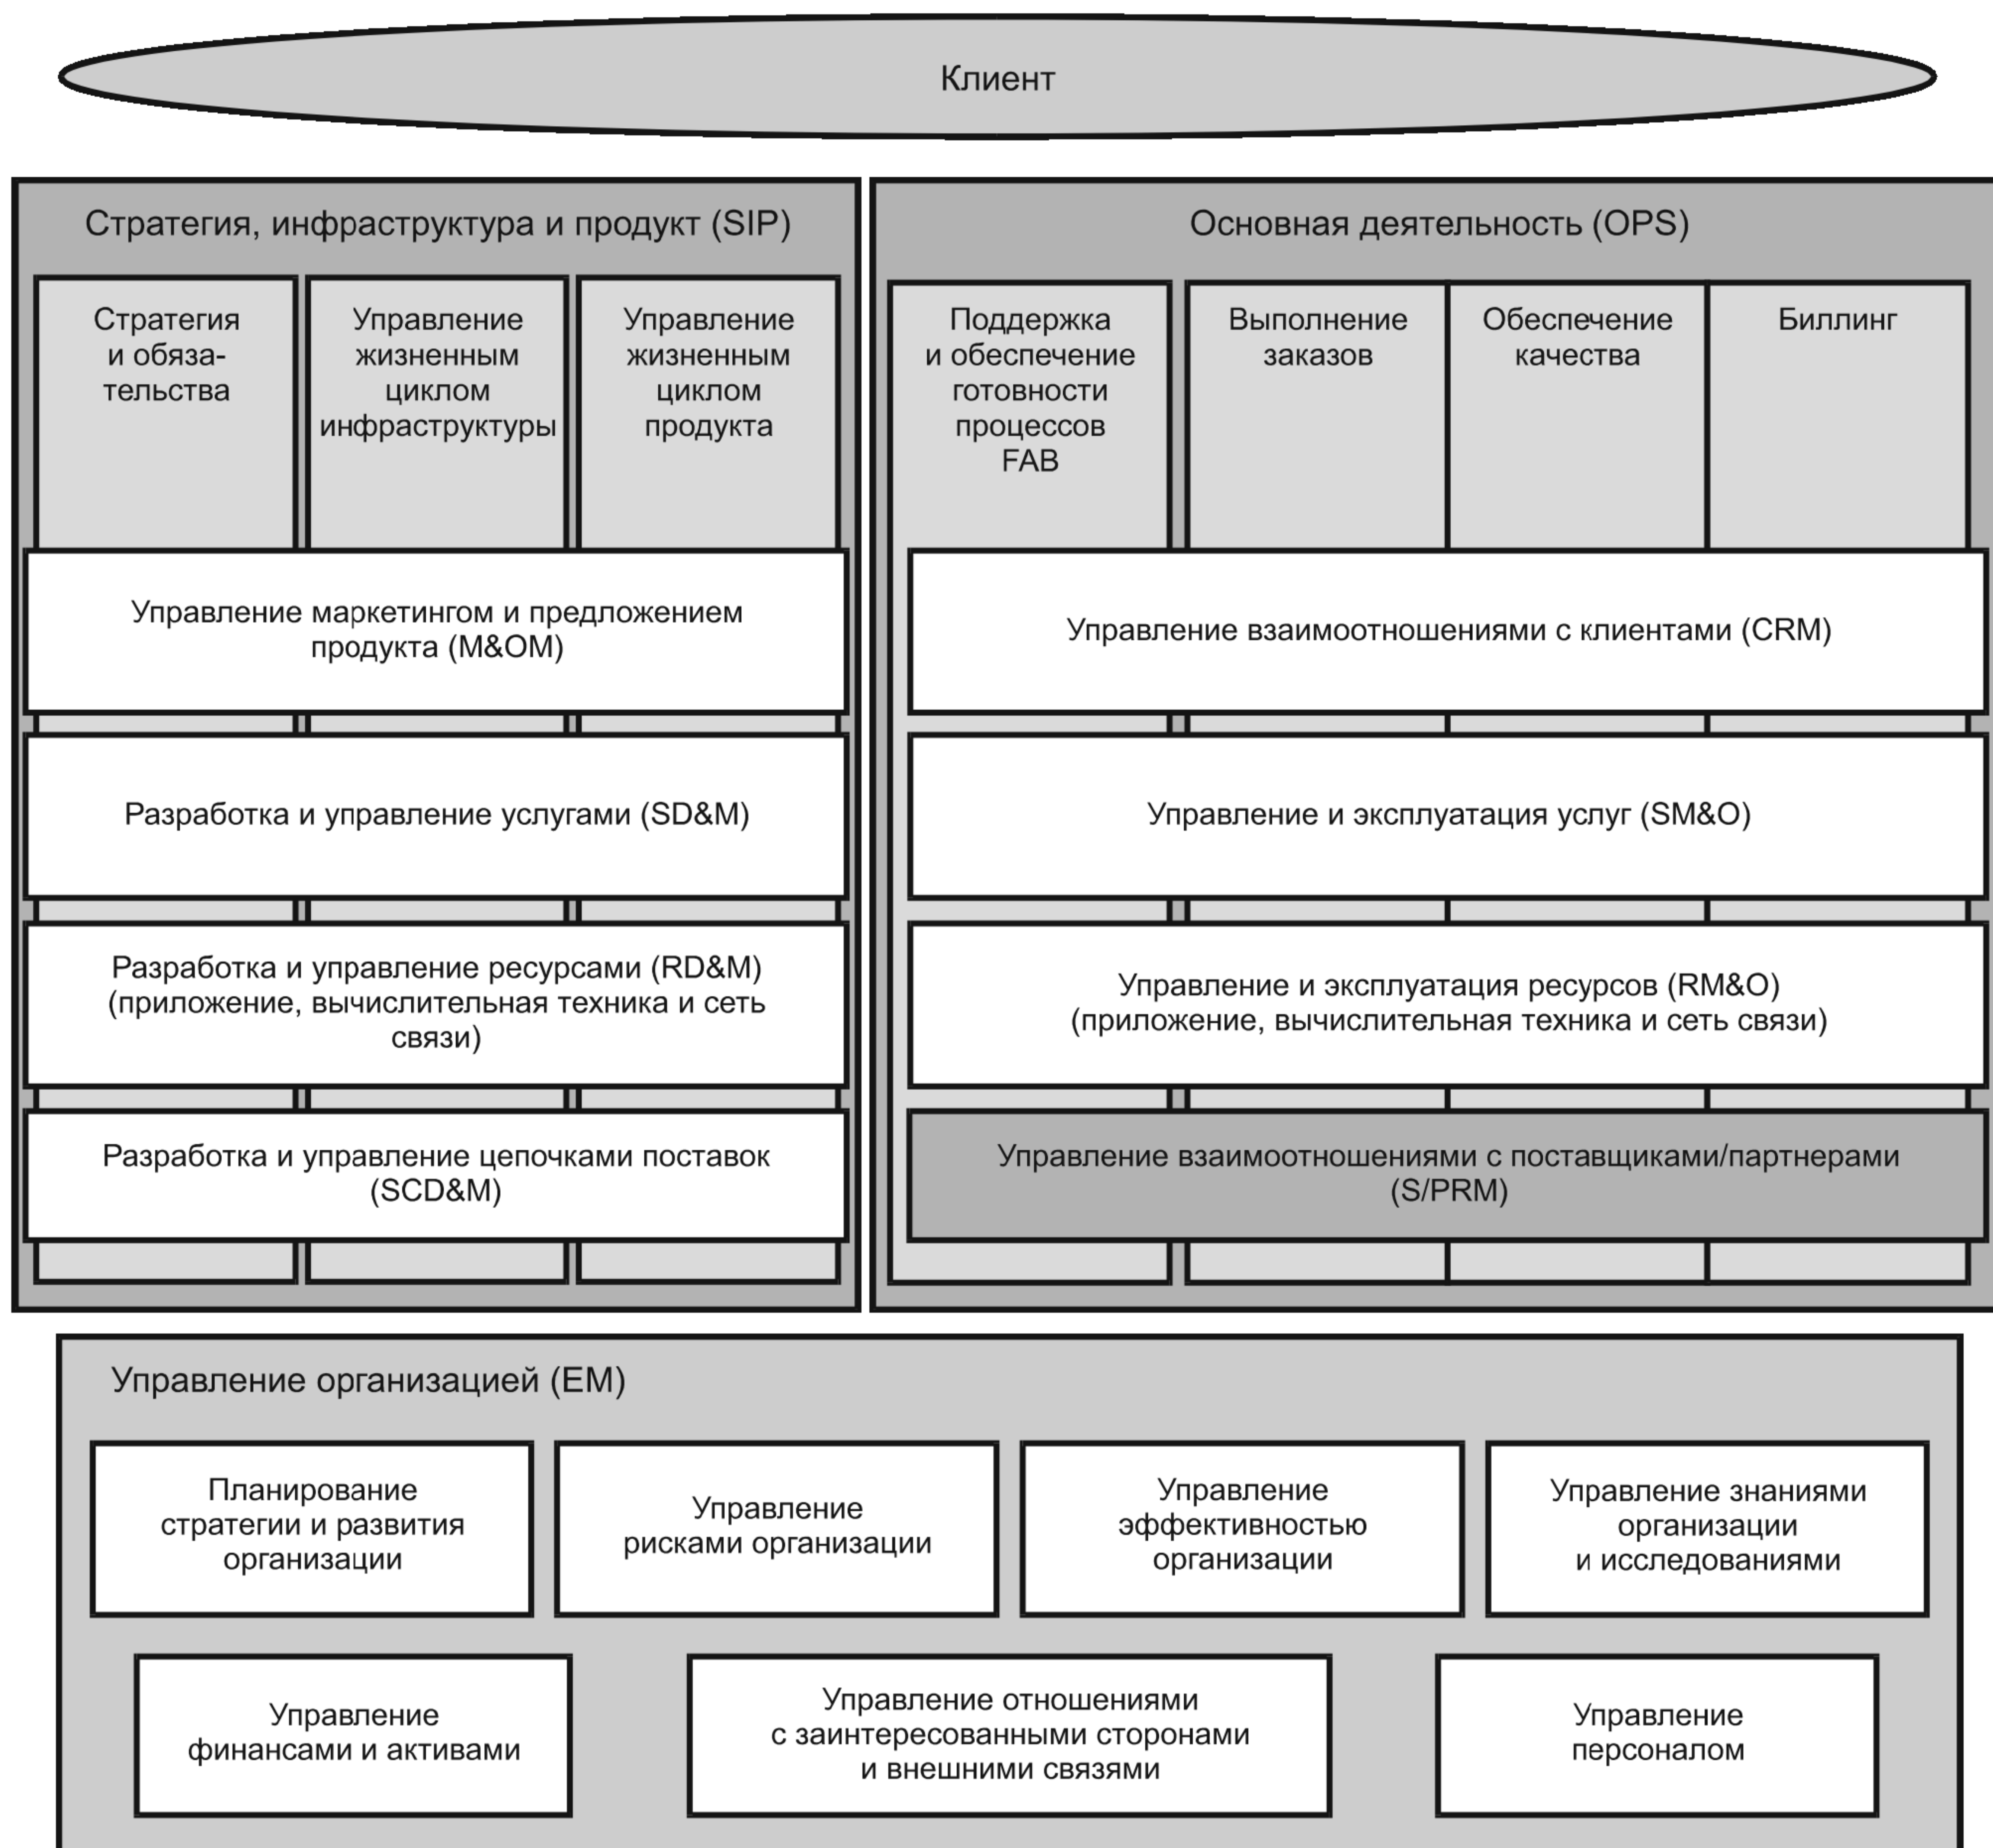 Клиент
Стратегия, инфраструктура и продукт (SIP)
Стратегия
и обяза-
тельства
Управление
жизненным
циклом
инфраструктуры
Управление
жизненным
циклом
продукта
Управление маркетингом и предложением
продукта (M&OM)
Разработка и управление услугами (SD&M)
Разработка и управление ресурсами (RD&M)
(приложение, вычислительная техника и сеть
связи)
Разработка и управление цепочками поставок
(SCD&M)
Основная деятельность (OPS)
Поддержка
и обеспечение
готовности
процессов
FAB
Выполнение
заказов
Обеспечение
качества
Биллинг
Управление взаимоотношениями с клиентами (CRM)
Управление и эксплуатация услуг (SM&O)
Управление и эксплуатация ресурсов (RM&O)
(приложение, вычислительная техника и сеть связи)
Управление взаимоотношениями с поставщиками/партнерами
(S/PRM)
Управление организацией (EM)
Планирование
стратегии и развития
организации
Управление
рисками организации
Управление
эффективностью
организации
Управление знаниями
организации
и исследованиями
Управление
финансами и активами
Управление отношениями
с заинтересованными сторонами
и внешними связями
Управление
персоналом